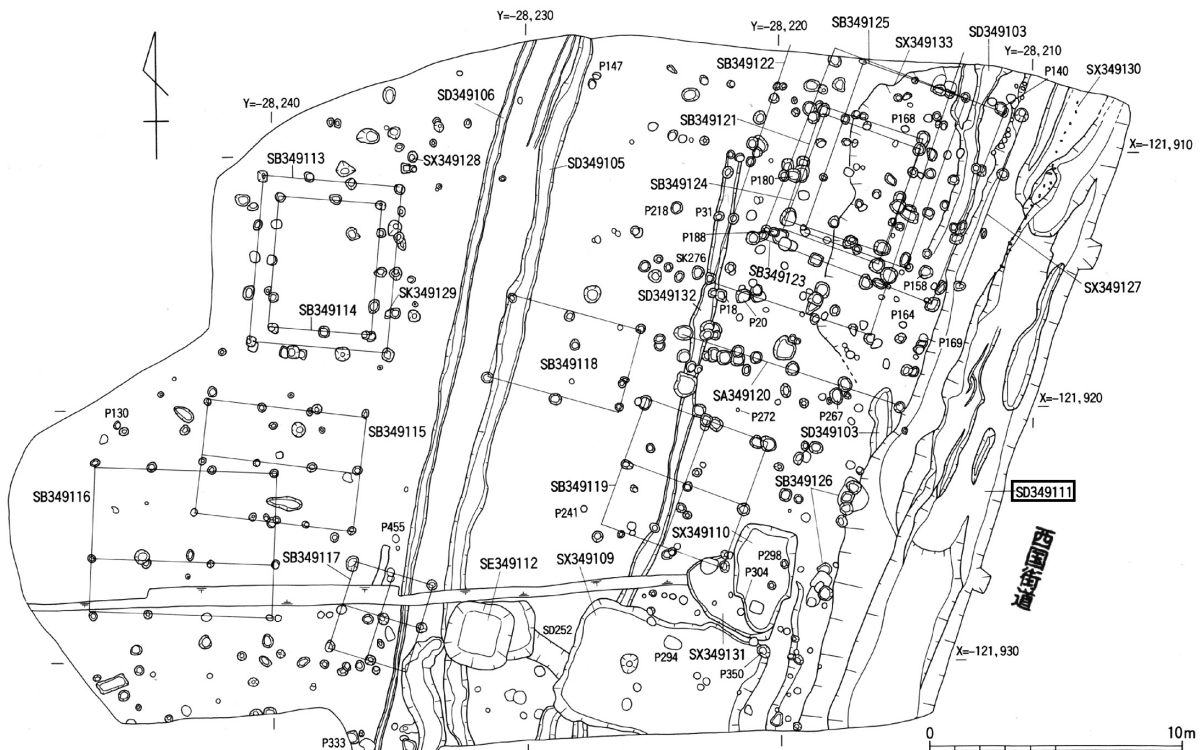 Y=-28,230
Y=-28,220
SB349125
SX349133
SD349103
Y=-28,210
P140
SX349130
P147
SB349122
SD349106
Y=-28,240
SB349121
P168
SX349128
SB349113
SD349105
X=-121,910
SB349124
P180
P218
P31
P188
SK276
SB349123
SK349129
SB349114
SD349132
P18
P20
P158
P164
SX349127
P169
SB349118
SA349120
X=-121,920
P130
P272
P267
SD349103
SB349115
SB349116
SB349119
SB349126
SD349111
P241
SX349110
P455
SB349117
SE349112
SX349109
P298
P304
西国街道
SD252
P294
SX349131
P350
X=-121,930
P333
0
10m